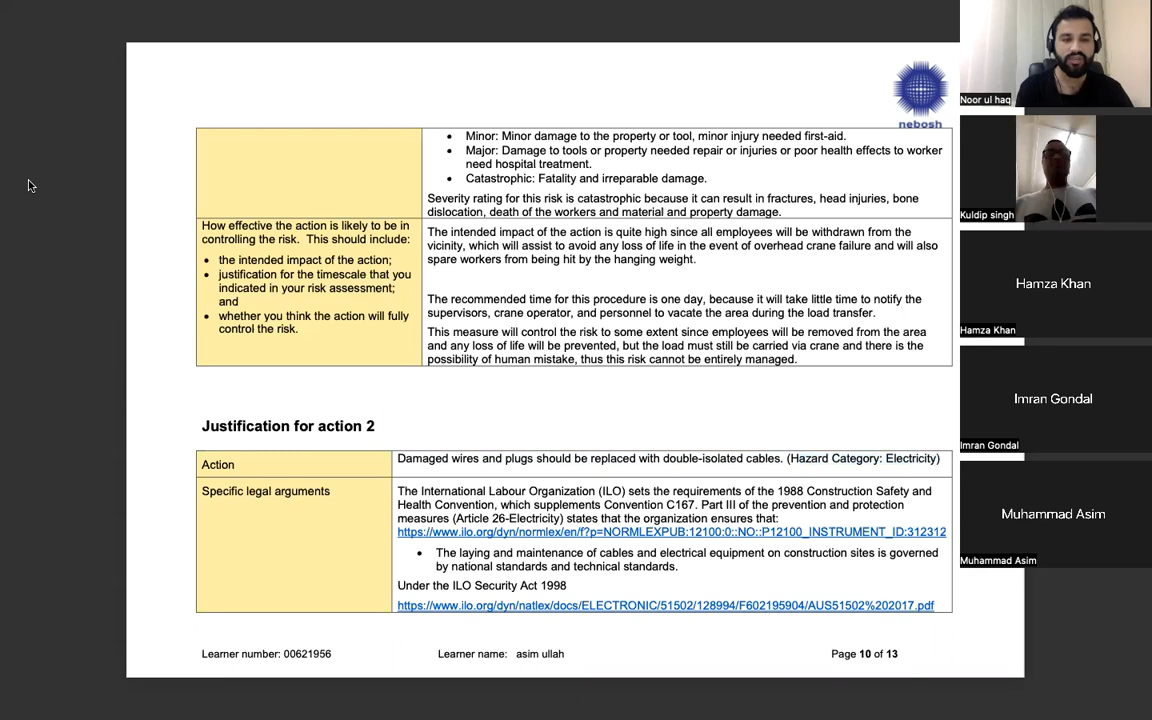 nebosh
Minor: Minor damage to the property or tool, minor injury needed first-aid.
Major: Damage to tools or property needed repair or injuries or poor health effects to worker
need hospital treatment.
Catastrophic: Fatality and irreparable damage.
Severity rating for this risk is catastrophic because it can result in fractures, head injuries, bone
dislocation, death of the workers and material and property damage.
How effective the action is likely to be in
controlling the risk. This should include:
the intended impact of the action;
justification for the timescale that you
indicated in your risk assessment;
and
whether you think the action will fully
control the risk.
The intended impact of the action is quite high since all employees will be withdrawn from the
vicinity, which will assist to avoid any loss of life in the event of overhead crane failure and will also
spare workers from being hit by the hanging weight.
The recommended time for this procedure is one day, because it will take little time to notify the
supervisors, crane operator, and personnel to vacate the area during the load transfer.
This measure will control the risk to some extent since employees will be removed from the area
and any loss of life will be prevented, but the load must still be carried via crane and there is the
possibility of human mistake, thus this risk cannot be entirely managed.
Justification for action 2
Action
Damaged wires and plugs should be replaced with double-isolated cables. (Hazard Category: Electricity)
Specific legal arguments
The International Labour Organization (ILO) sets the requirements of the 1988 Construction Safety and
Health Convention, which supplements Convention C167. Part III of the prevention and protection
measures (Article 26-Electricity) states that the organization ensures that:
https://www.ilo.org/dyn/normlex/en/f?p=NORMLEXPUB:12100:0::NO::P12100_INSTRUMENT_ID:312312
The laying and maintenance of cables and electrical equipment on construction sites is governed
by national standards and technical standards.
Under the ILO Security Act 1998
https://www.ilo.org/dyn/natlex/docs/ELECTRONIC/51502/128994/F602195904/AUS51502%202017.pdf
Learner number: 00621956
Learner name: asim ullah
Page 10 of 13
Noor ul haq
Kuldip singh
Hamza Khan
Hamza Khan
Imran Gondal
Imran Gondal
Muhammad Asim
Muhammad Asim